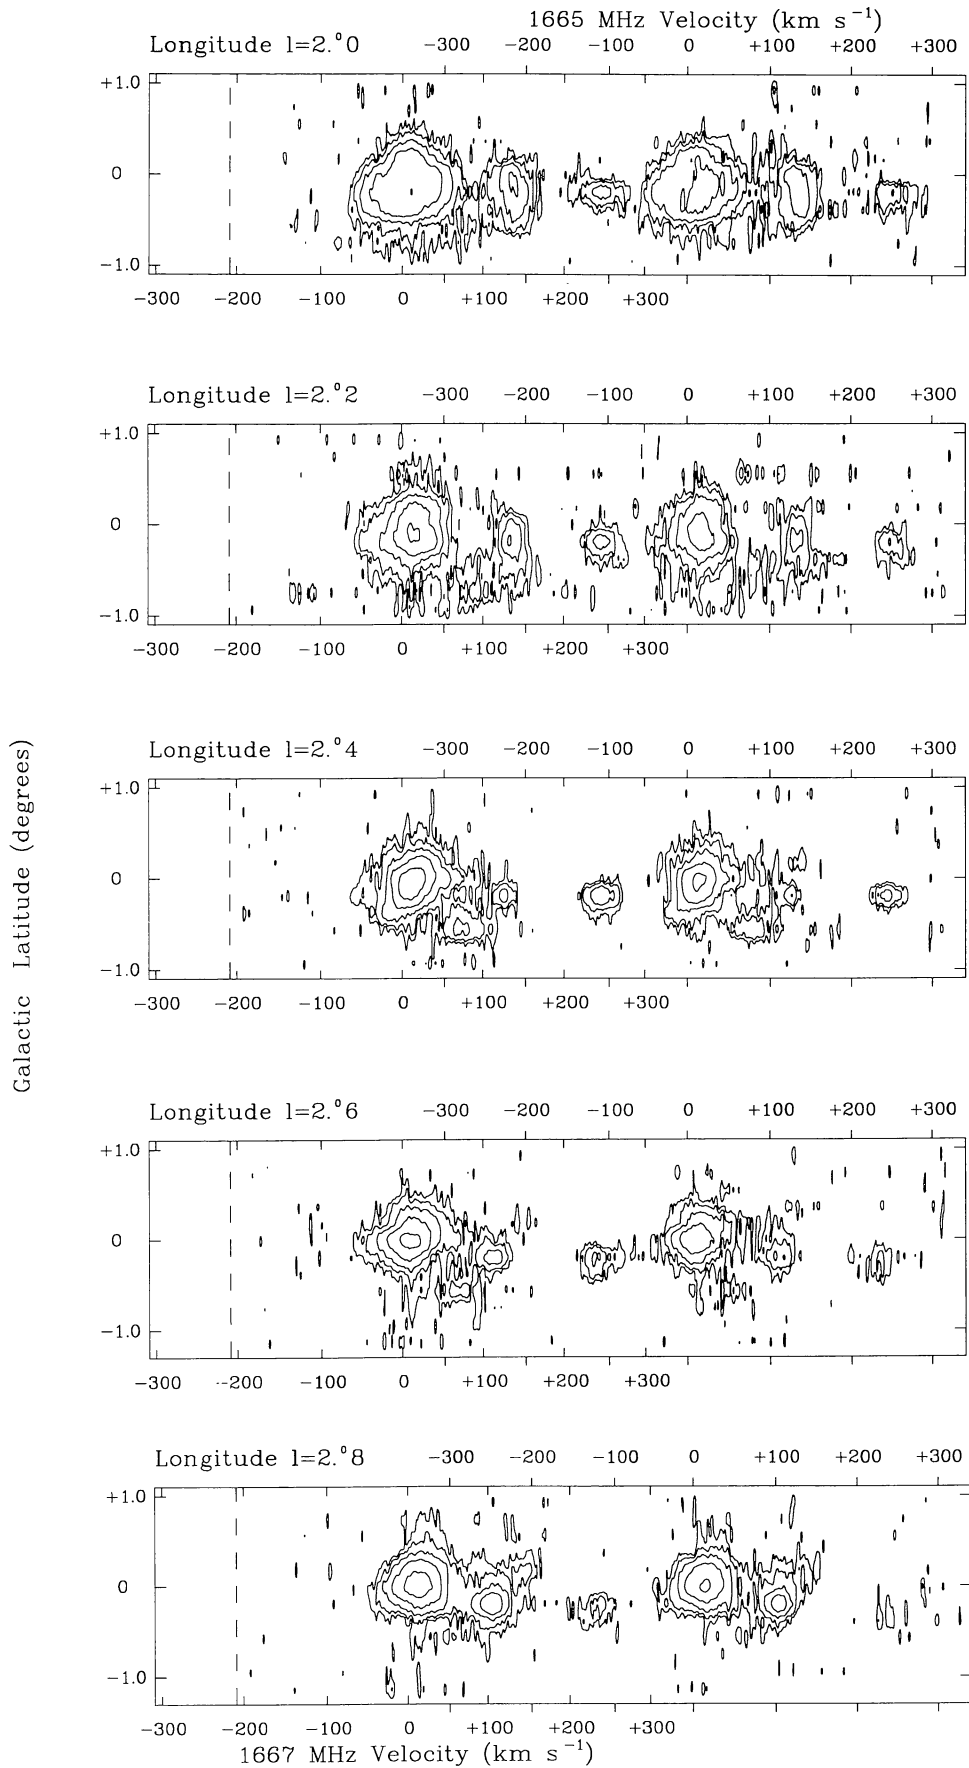 1665 MHz Velocity (km s⁻¹)
Longitude l=2.°0
−300 −200 −100 0 +100 +200 +300
+1.0
0
−1.0
−300 −200 −100 0 +100 +200 +300
Longitude l=2.°2
−300 −200 −100 0 +100 +200 +300
+1.0
0
−1.0
−300 −200 −100 0 +100 +200 +300
Galactic Latitude (degrees)
Longitude l=2.°4
−300 −200 −100 0 +100 +200 +300
+1.0
0
−1.0
−300 −200 −100 0 +100 +200 +300
Longitude l=2.°6
−300 −200 −100 0 +100 +200 +300
+1.0
0
−1.0
−300 −200 −100 0 +100 +200 +300
Longitude l=2.°8
−300 −200 −100 0 +100 +200 +300
+1.0
0
−1.0
−300 −200 −100 0 +100 +200 +300
1667 MHz Velocity (km s⁻¹)